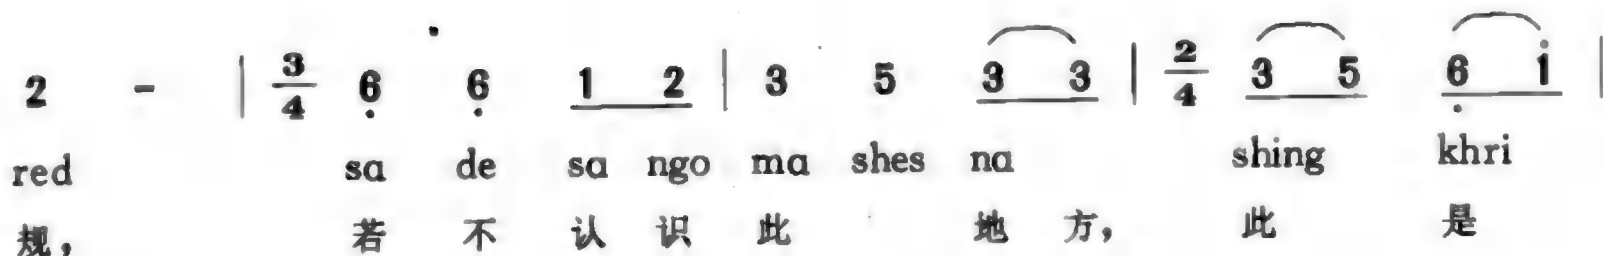 2 - | 3/4 6̣ 6̣ 1 2 | 3 5 3 3 | 2/4 3 5 6̣ i̇ |
red sa de sa ngo ma shes na shing khri
规， 若 不 认 识 此 地 方， 此 是